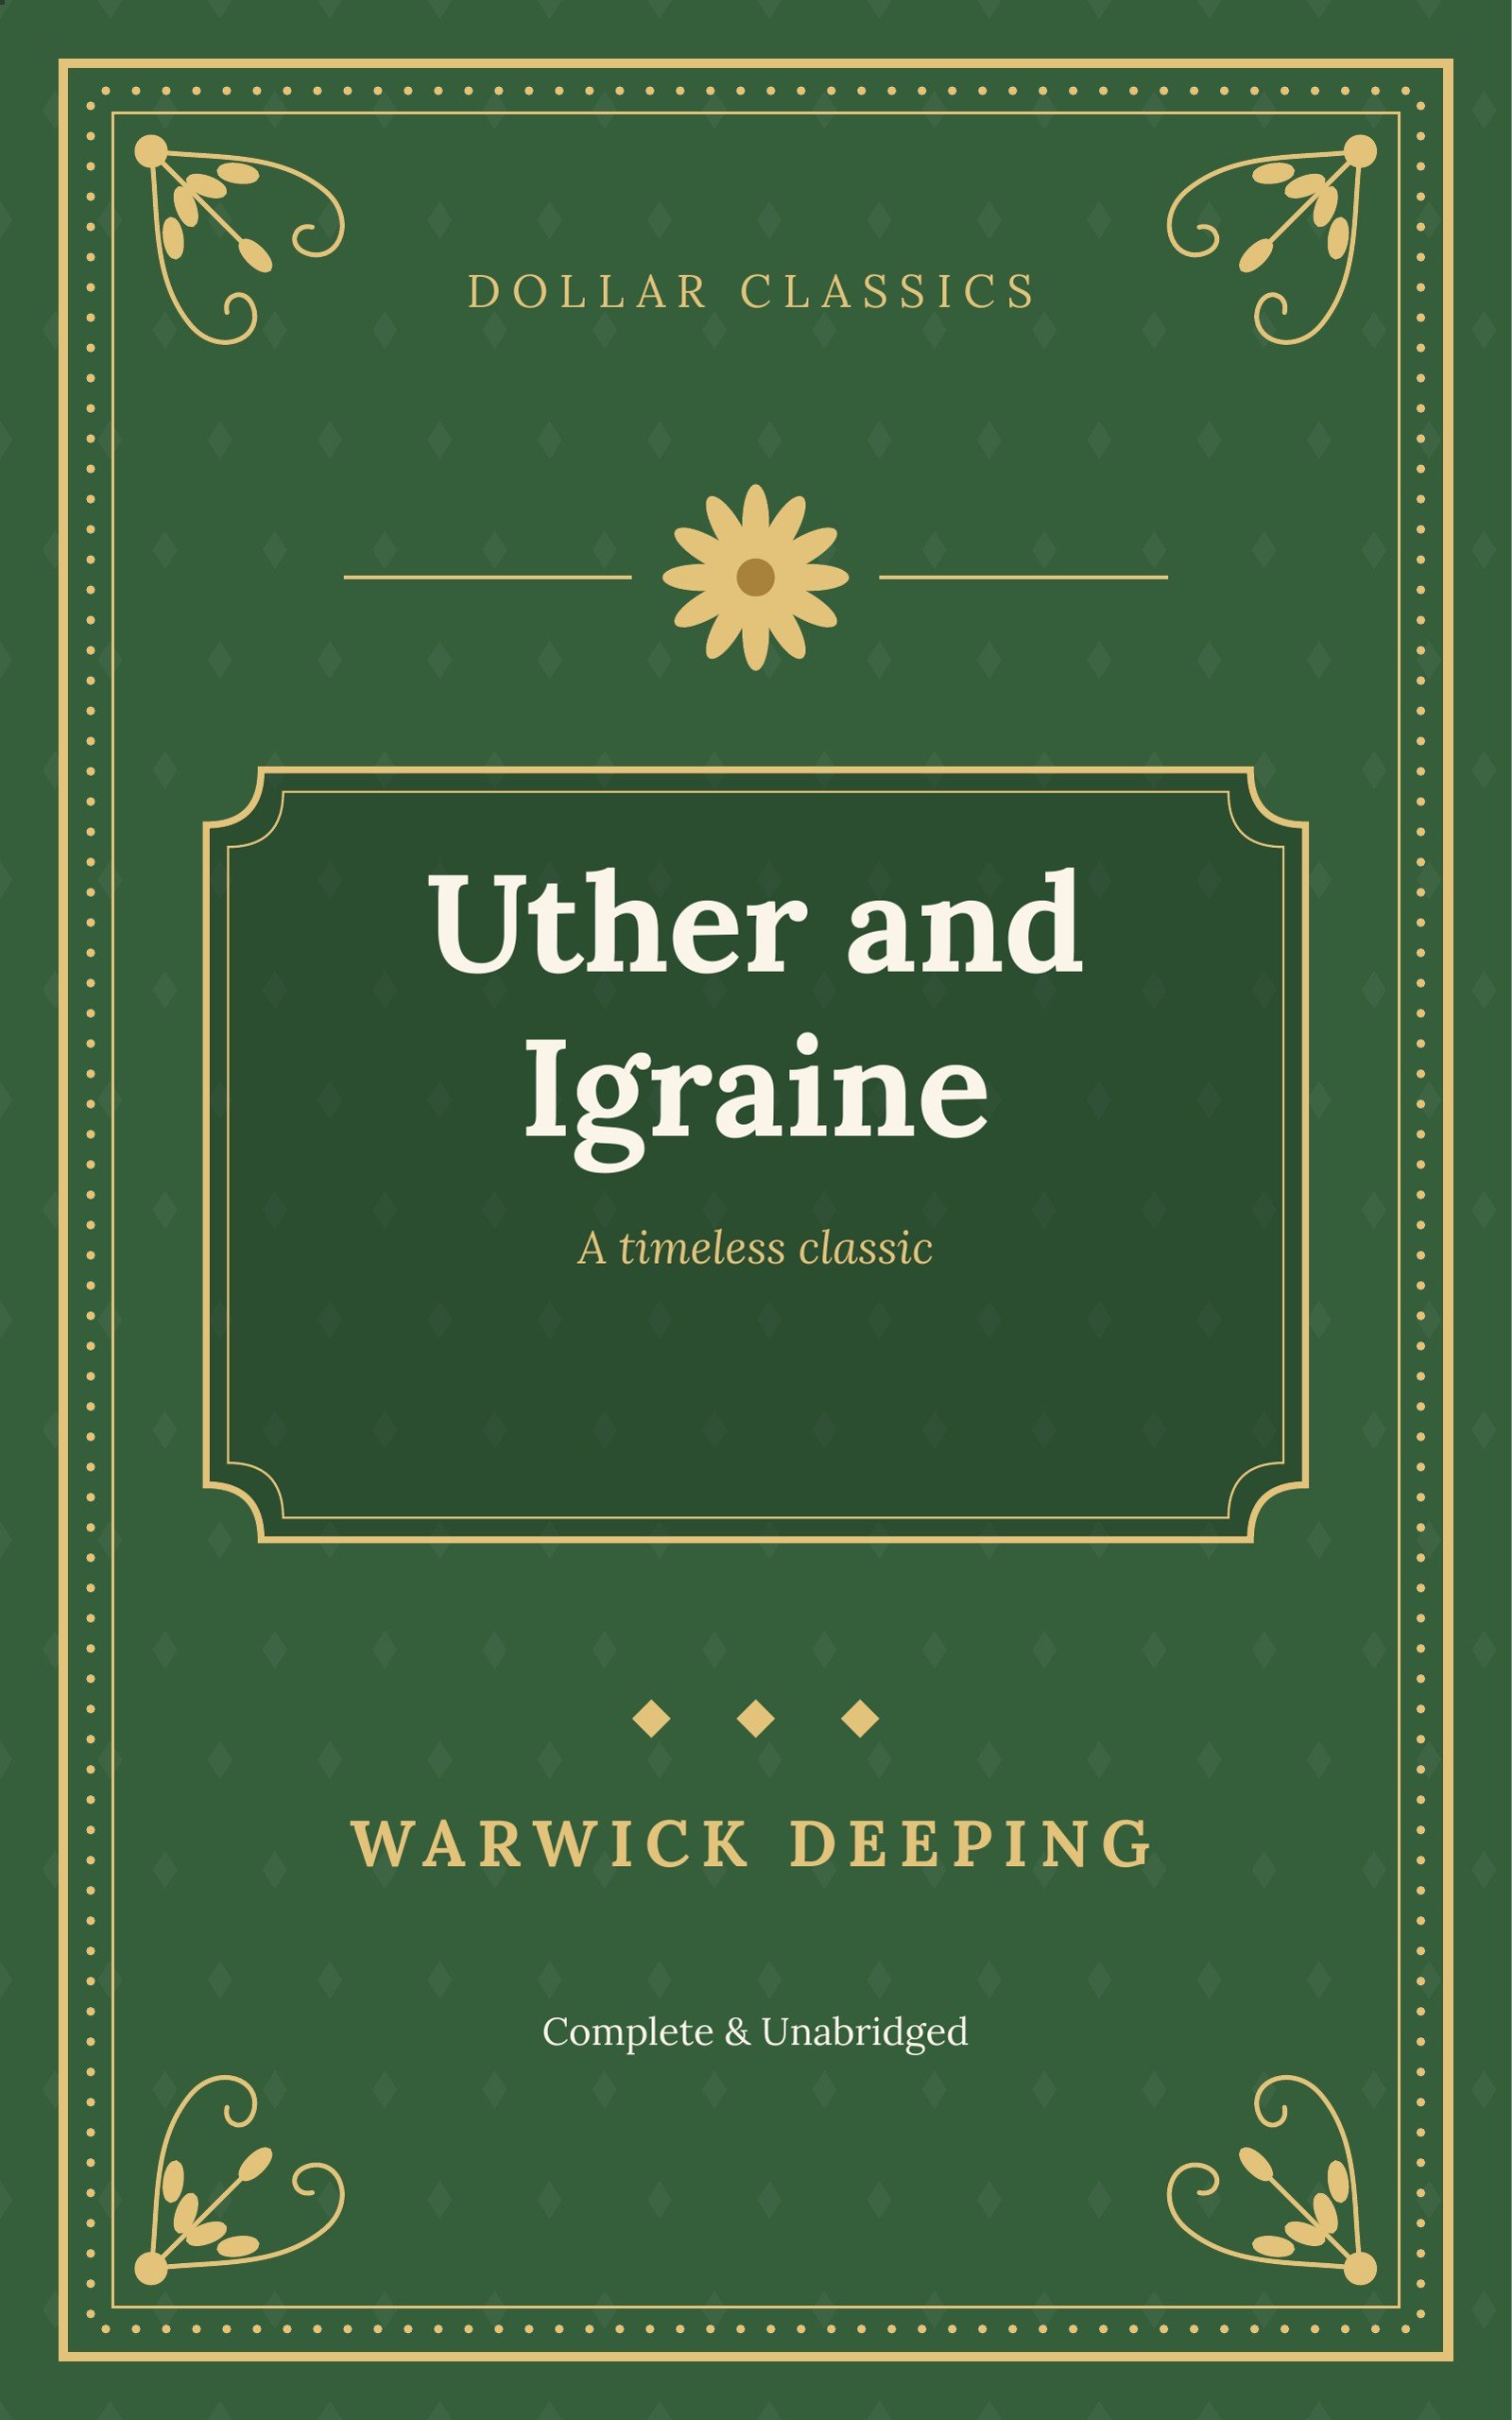 DOLLAR CLASSICS
Uther and
Igraine
A timeless classic
WARWICK DEEPING
Complete & Unabridged